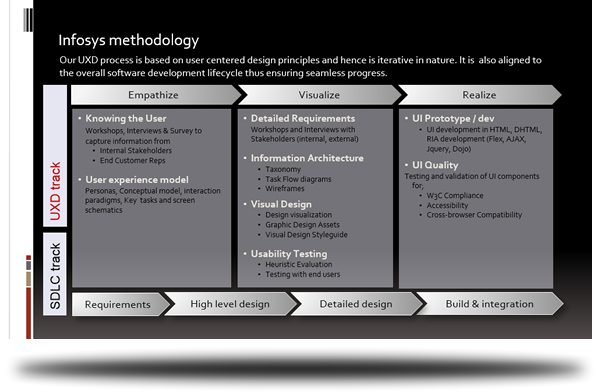 Infosys methodology
Our UXD process is based on user centered design principles and hence is iterative in nature. It is also aligned to
the overall software development lifecycle thus ensuring seamless progress.
UXD track
Empathize
Visualize
Realize
• Knowing the User
Workshops, Interviews & Survey to
capture information from
• Internal Stakeholders
• End Customer Reps
• User experience model
Personas, Conceptual model, interaction
paradigms, Key tasks and screen
schematics
• Detailed Requirements
Workshops and Interviews with
Stakeholders (internal, external)
• Information Architecture
• Taxonomy
• Task Flow diagrams
• Wireframes
• Visual Design
• Design visualization
• Graphic Design Assets
• Visual Design Styleguide
• Usability Testing
• Heuristic Evaluation
• Testing with end users
• UI Prototype / dev
• UI development in HTML, DHTML,
RIA development (Flex, AJAX,
Jquery, Dojo)
• UI Quality
Testing and validation of UI components
for;
• W3C Compliance
• Accessibility
• Cross-browser Compatibility
SDLC track
Requirements
High level design
Detailed design
Build & integration